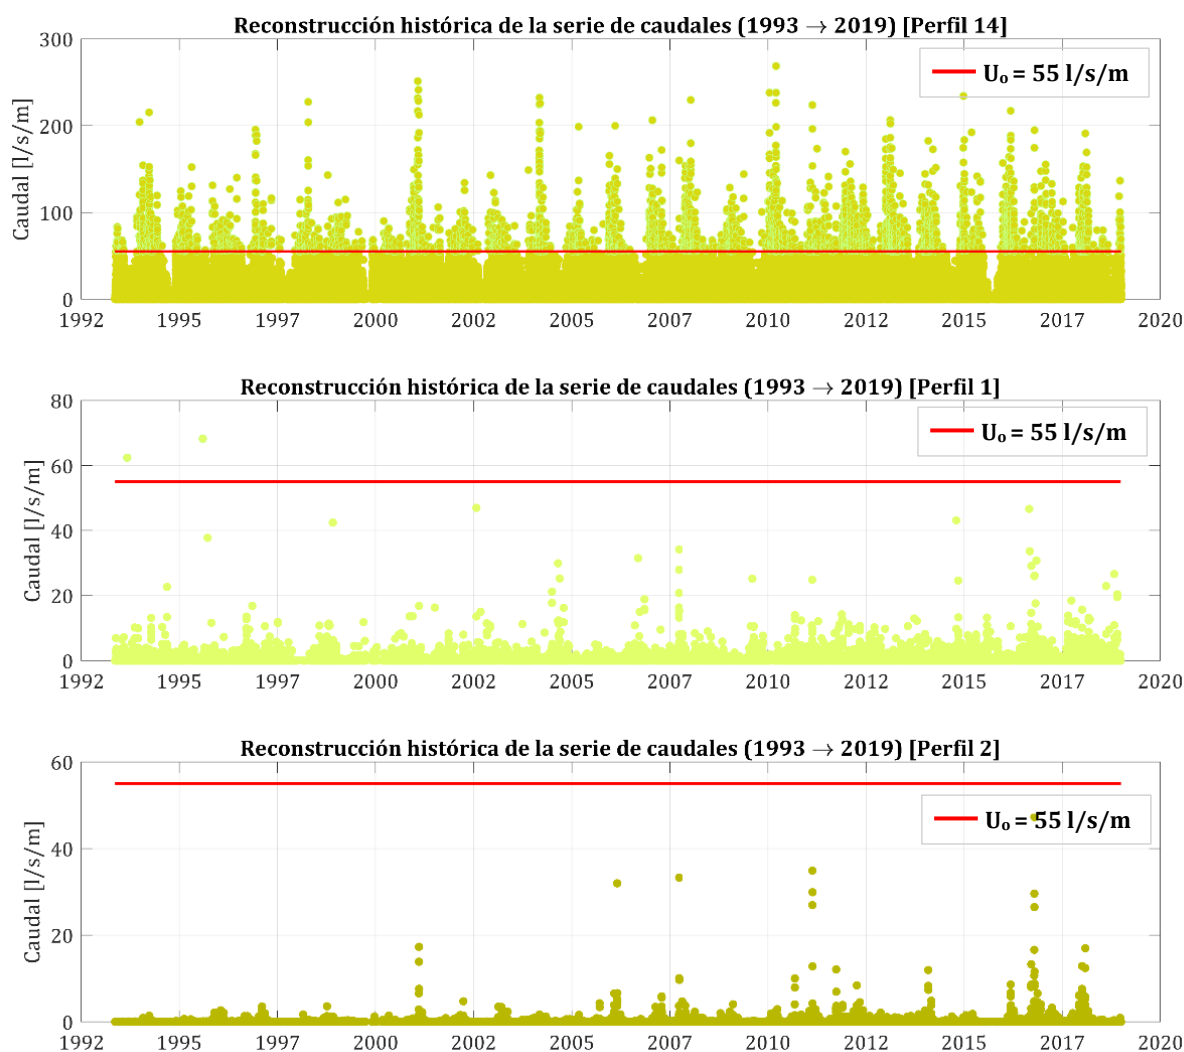 Reconstrucción histórica de la serie de caudales (1993 → 2019) [Perfil 14]
Caudal [l/s/m]
300
200
100
0
Uₒ = 55 l/s/m
1992 1995 1997 2000 2002 2005 2007 2010 2012 2015 2017 2020
Reconstrucción histórica de la serie de caudales (1993 → 2019) [Perfil 1]
Caudal [l/s/m]
80
60
40
20
0
Uₒ = 55 l/s/m
1992 1995 1997 2000 2002 2005 2007 2010 2012 2015 2017 2020
Reconstrucción histórica de la serie de caudales (1993 → 2019) [Perfil 2]
Caudal [l/s/m]
60
40
20
0
Uₒ = 55 l/s/m
1992 1995 1997 2000 2002 2005 2007 2010 2012 2015 2017 2020